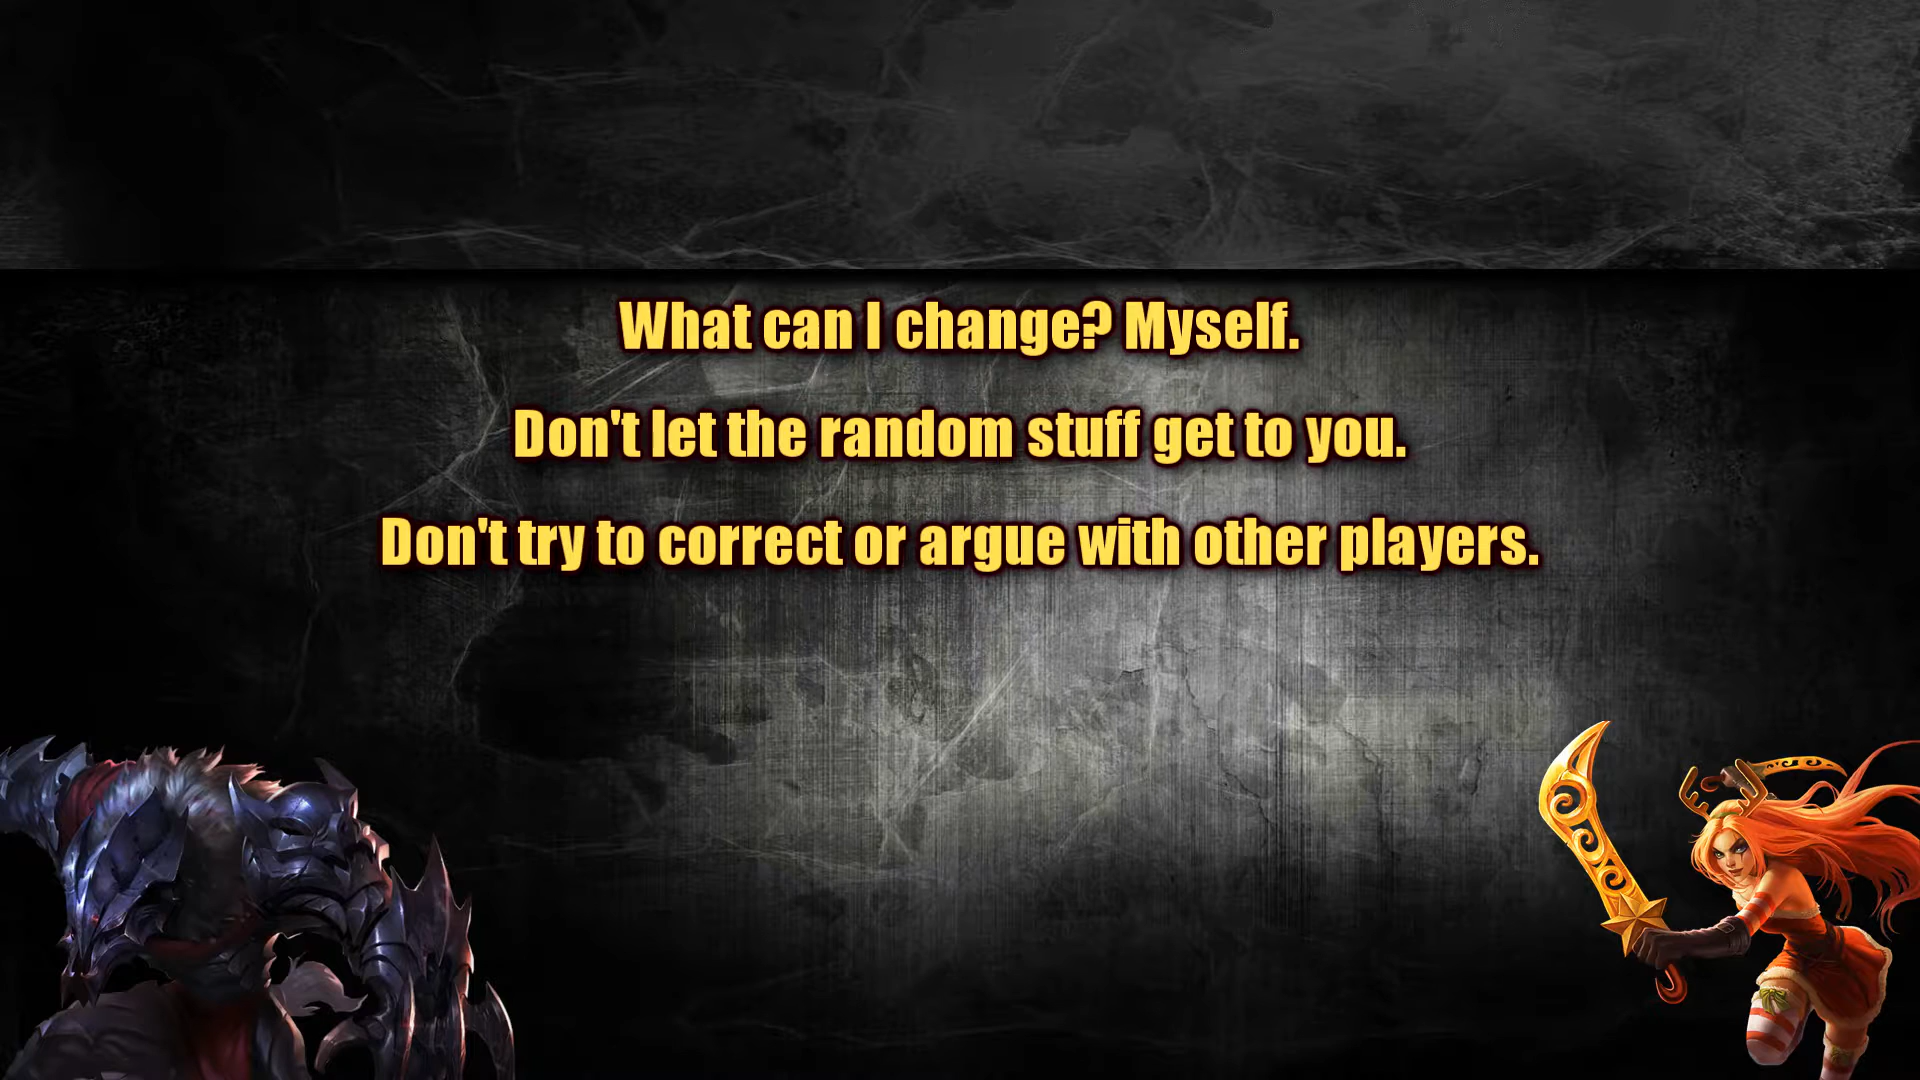 What can I change? Myself.
Don't let the random stuff get to you.
Don't try to correct or argue with other players.